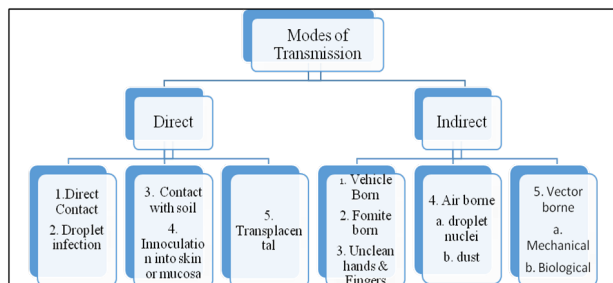 Modes of
Transmission
Direct
Indirect
1.Direct
Contact
2. Droplet
infection
3. Contact
with soil
4.
Innoculatio
n into skin
or mucosa
5.
Transplacen
tal
1. Vehicle
Born
2. Fomite
born
3. Unclean
hands &
Fingers
4. Air borne
a. droplet
nuclei
b. dust
5. Vector
borne
a.
Mechanical
b. Biological